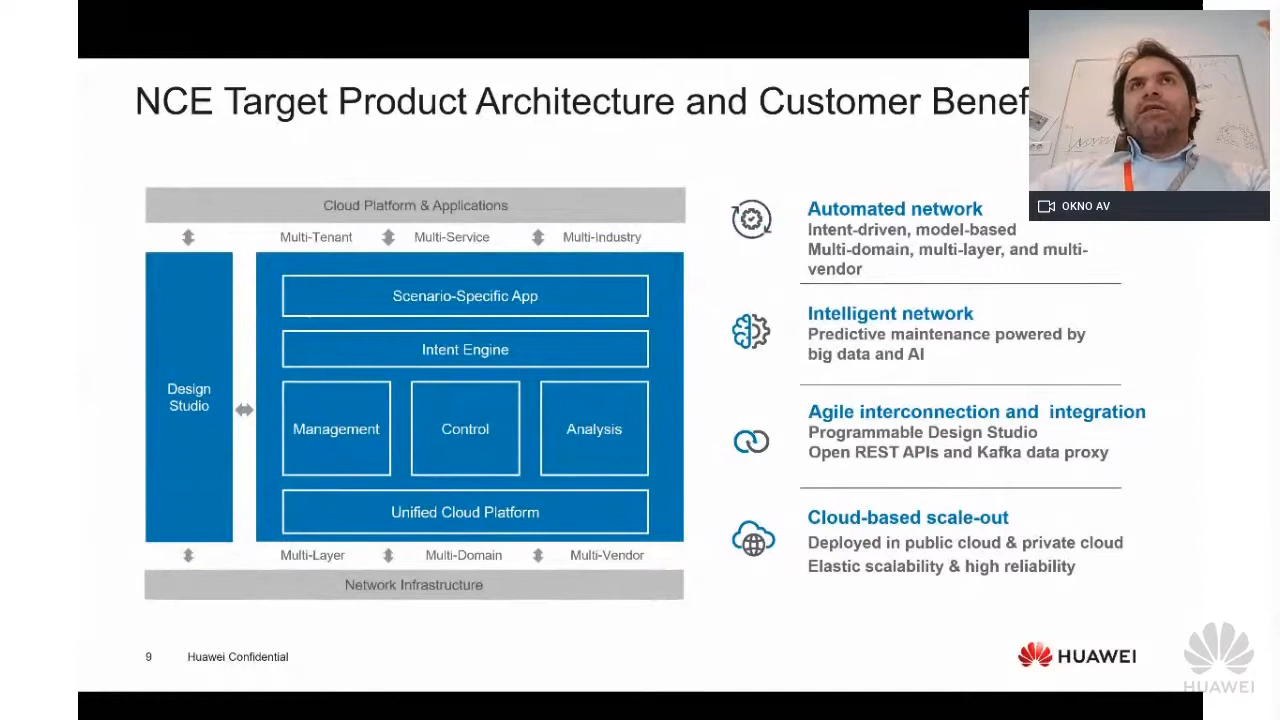 NCE Target Product Architecture and Customer Benef
OKNO AV
Cloud Platform & Applications
Multi-Tenant
Multi-Service
Multi-Industry
Design
Studio
Scenario-Specific App
Intent Engine
Management
Control
Analysis
Unified Cloud Platform
Multi-Layer
Multi-Domain
Multi-Vendor
Network Infrastructure
Automated network
Intent-driven, model-based
Multi-domain, multi-layer, and multi-
vendor
Intelligent network
Predictive maintenance powered by
big data and AI
Agile interconnection and integration
Programmable Design Studio
Open REST APIs and Kafka data proxy
Cloud-based scale-out
Deployed in public cloud & private cloud
Elastic scalability & high reliability
9
Huawei Confidential
HUAWEI
HUAWEI